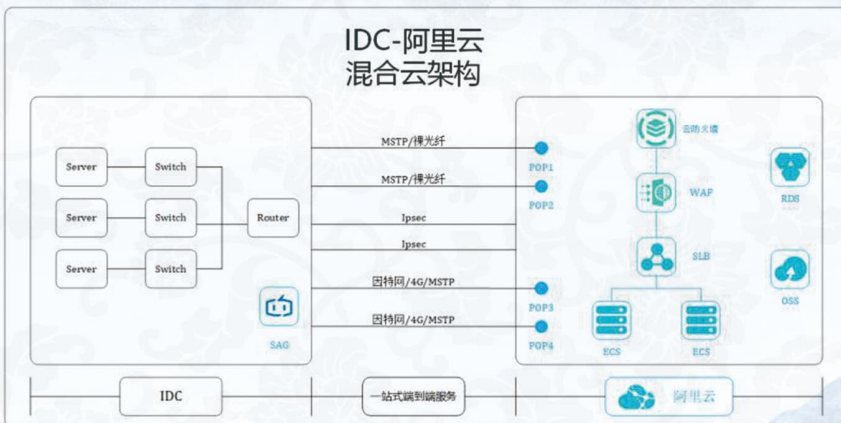 IDC-阿里云
混合云架构
Server
Switch
Server
Switch
Router
Server
Switch
SAG
MSTP/裸光纤
MSTP/裸光纤
Ipsec
Ipsec
因特网/4G/MSTP
因特网/4G/MSTP
POP1
POP2
POP3
POP4
云防火墙
WAF
SLB
ECS
ECS
RDS
OSS
IDC
一站式端到端服务
阿里云